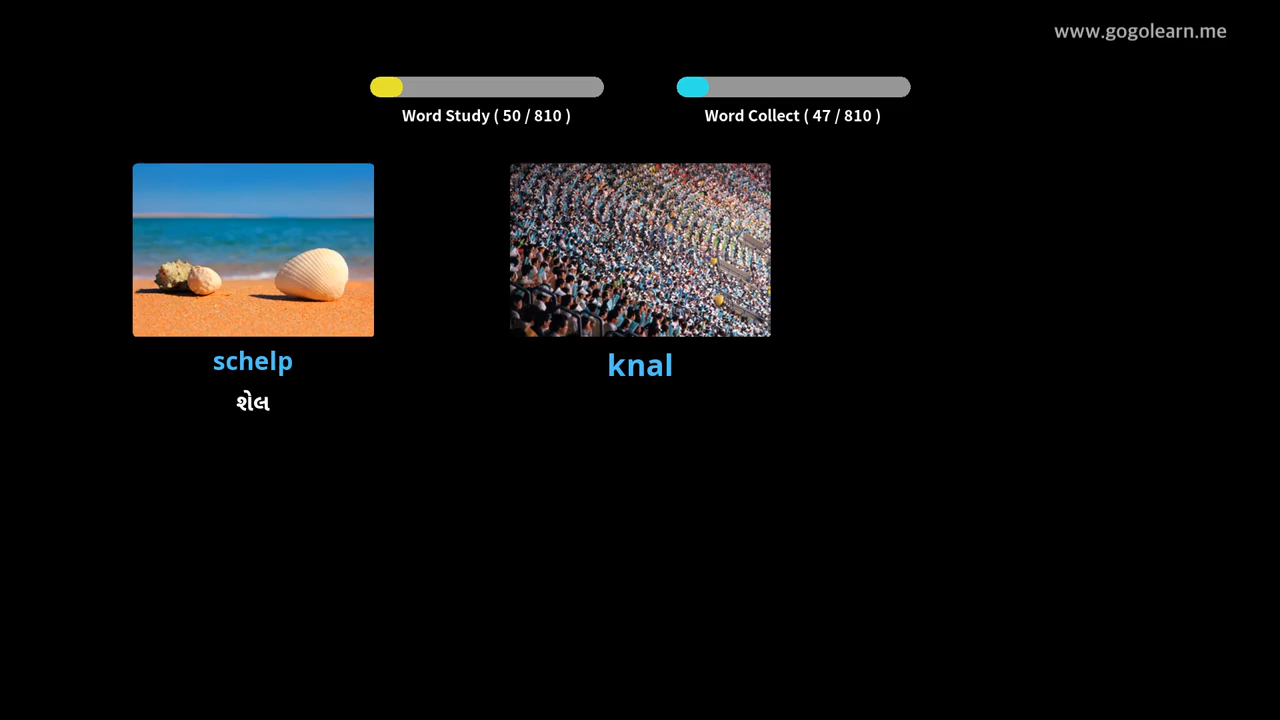 www.gogolearn.me
Word Study ( 50 / 810 )
Word Collect ( 47 / 810 )
schelp
શેલ
knal